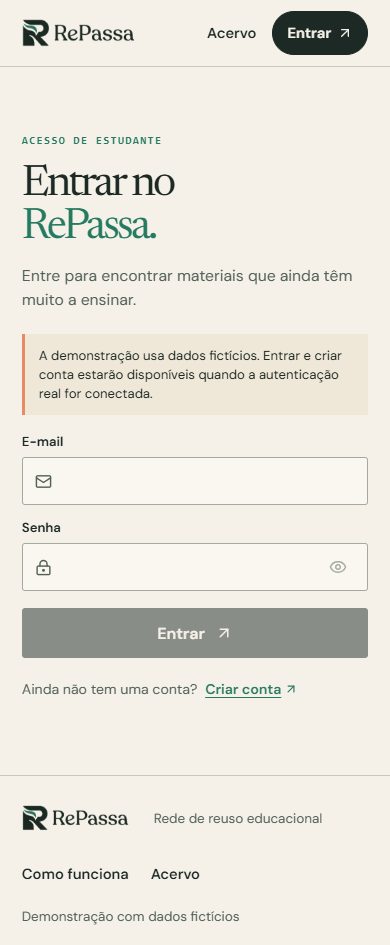 RePassa
Acervo
Entrar
ACESSO DE ESTUDANTE
Entrar no
RePassa.
Entre para encontrar materiais que ainda têm
muito a ensinar.
A demonstração usa dados fictícios. Entrar e criar
conta estarão disponíveis quando a autenticação
real for conectada.
E-mail
Senha
Entrar
Ainda não tem uma conta? Criar conta
RePassa
Rede de reuso educacional
Como funciona
Acervo
Demonstração com dados fictícios